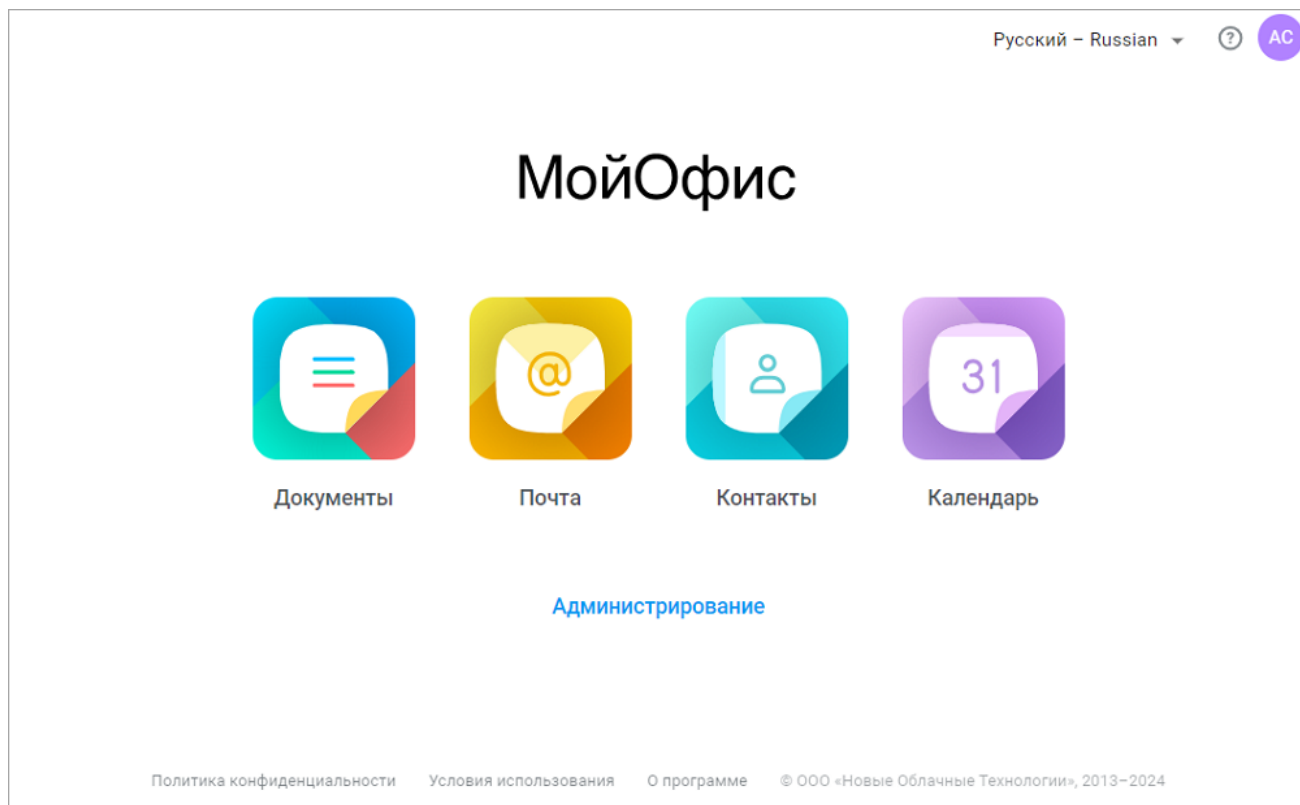 Русский – Russian
?
АС
МойОфис
@
31
Документы
Почта
Контакты
Календарь
Администрирование
Политика конфиденциальности
Условия использования
О программе
© ООО «Новые Облачные Технологии», 2013–2024